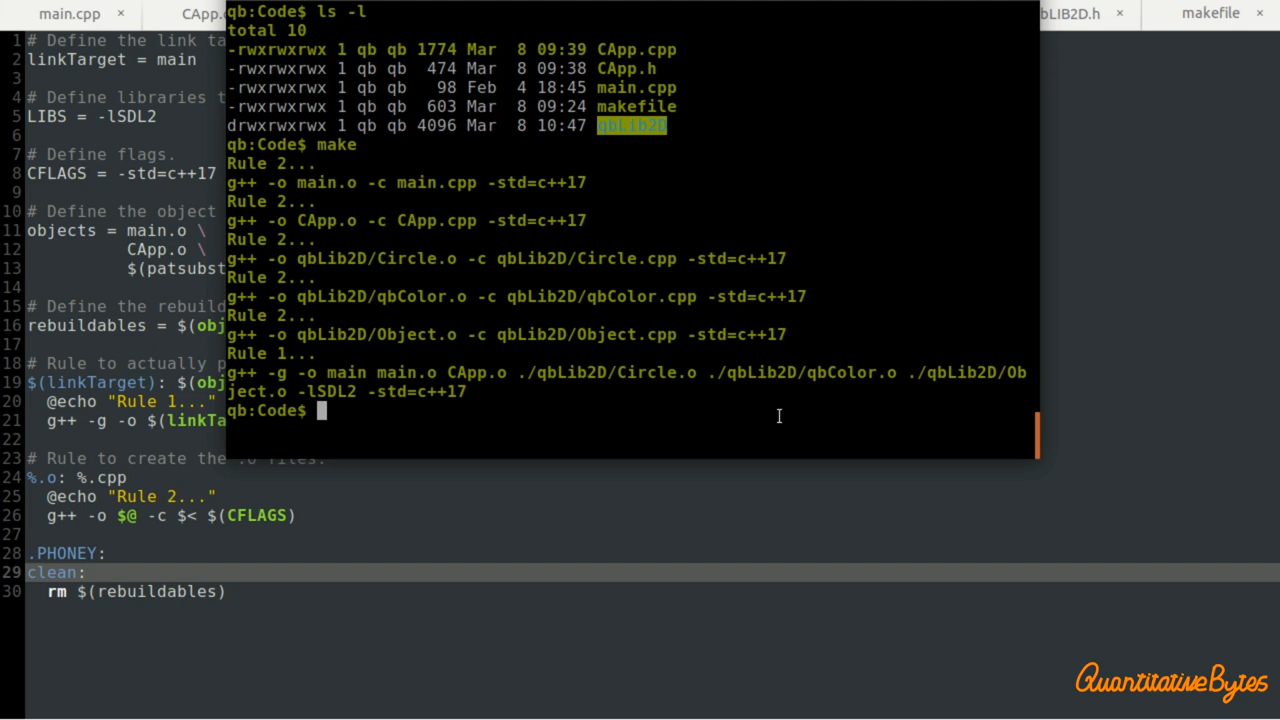 main.cpp × CApp. qbLIB2D.h × makefile ×
qb:Code$ ls -l
total 10
-rwxrwxrwx 1 qb qb 1774 Mar 8 09:39 CApp.cpp
-rwxrwxrwx 1 qb qb 474 Mar 8 09:38 CApp.h
-rwxrwxrwx 1 qb qb 98 Feb 4 18:45 main.cpp
-rwxrwxrwx 1 qb qb 603 Mar 8 09:24 makefile
drwxrwxrwx 1 qb qb 4096 Mar 8 10:47 qbLib2D
qb:Code$ make
Rule 2...
g++ -o main.o -c main.cpp -std=c++17
Rule 2...
g++ -o CApp.o -c CApp.cpp -std=c++17
Rule 2...
g++ -o qbLib2D/Circle.o -c qbLib2D/Circle.cpp -std=c++17
Rule 2...
g++ -o qbLib2D/qbColor.o -c qbLib2D/qbColor.cpp -std=c++17
Rule 2...
g++ -o qbLib2D/Object.o -c qbLib2D/Object.cpp -std=c++17
Rule 1...
g++ -g -o main main.o CApp.o ./qbLib2D/Circle.o ./qbLib2D/qbColor.o ./qbLib2D/Ob
ject.o -lSDL2 -std=c++17
qb:Code$
1 # Define the link ta
2 linkTarget = main
3
4 # Define libraries t
5 LIBS = -lSDL2
6
7 # Define flags.
8 CFLAGS = -std=c++17
9
10 # Define the object
11 objects = main.o \
12 CApp.o \
13 $(patsubst
14
15 # Define the rebuild
16 rebuildables = $(obj
17
18 # Rule to actually p
19 $(linkTarget): $(obj
20 @echo "Rule 1..."
21 g++ -g -o $(linkTa
22
23 # Rule to create the .o files.
24 %.o: %.cpp
25 @echo "Rule 2..."
26 g++ -o $@ -c $< $(CFLAGS)
27
28 .PHONEY:
29 clean:
30 rm $(rebuildables)
QuantitativeBytes